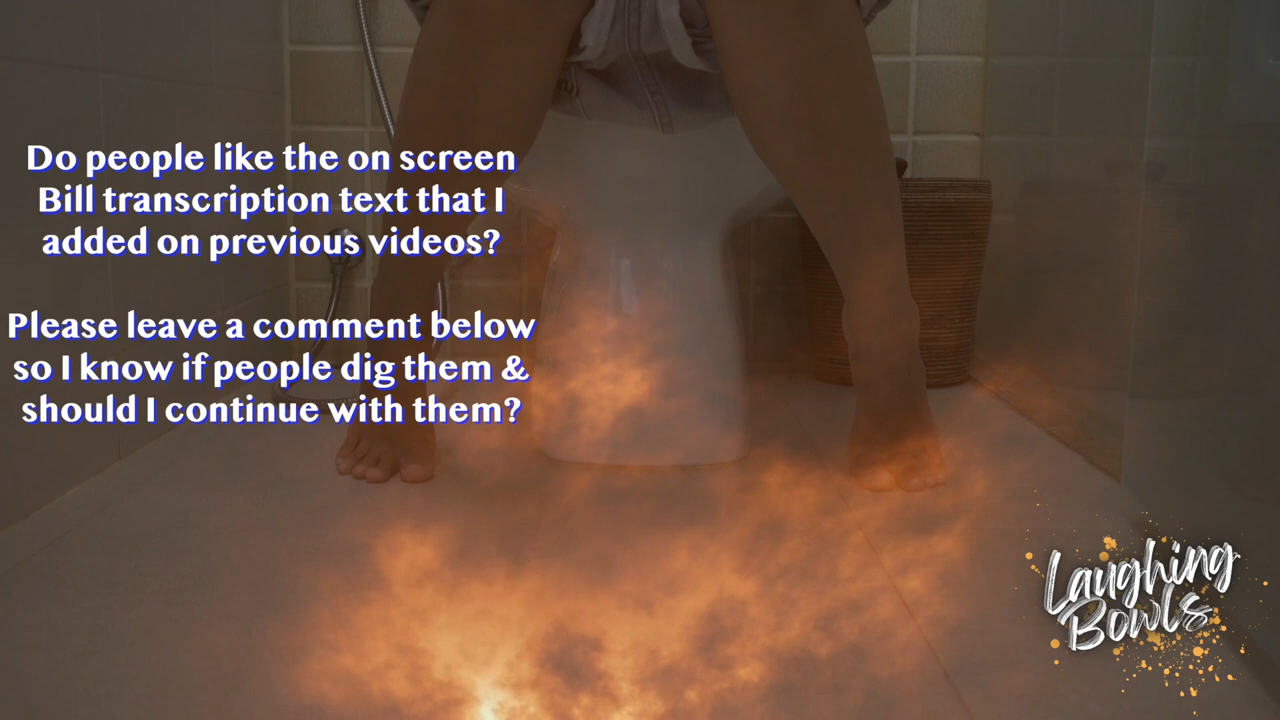 Do people like the on screen
Bill transcription text that I
added on previous videos?
Please leave a comment below
so I know if people dig them &
should I continue with them?
Laughing
Bowls